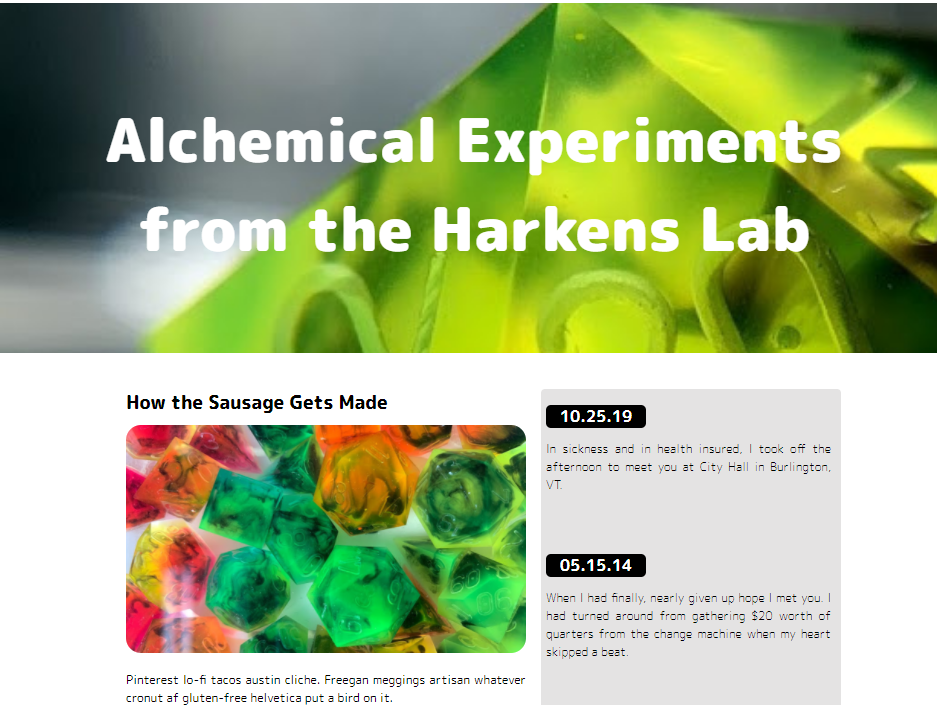 Alchemical Experiments
from the Harkens Lab
How the Sausage Gets Made
Pinterest lo-fi tacos austin cliche. Freegan meggings artisan whatever
cronut af gluten-free helvetica put a bird on it.
10.25.19
In sickness and in health insured, I took off the
afternoon to meet you at City Hall in Burlington,
VT.
05.15.14
When I had finally, nearly given up hope I met you. I
had turned around from gathering $20 worth of
quarters from the change machine when my heart
skipped a beat.